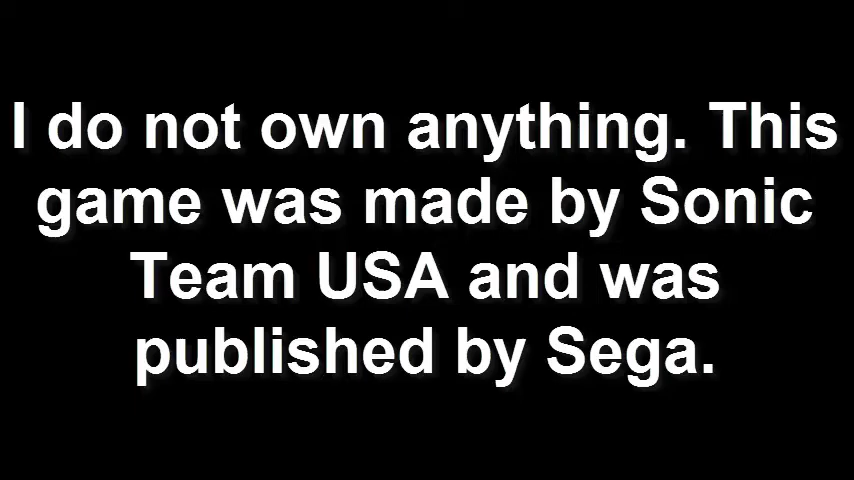 I do not own anything. This
game was made by Sonic
Team USA and was
published by Sega.